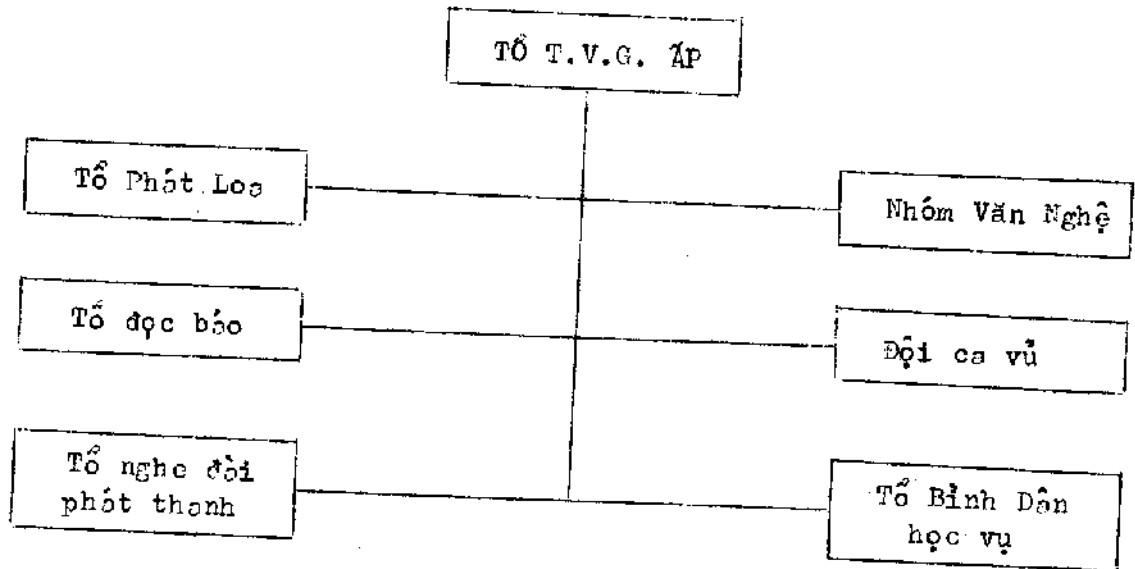 TỔ T.V.G. ẤP
Tổ Phát Loa
Nhóm Văn Nghệ
Tổ đọc báo
Đội ca vũ
Tổ nghe đài
phát thanh
Tổ Bình Dân
học vụ